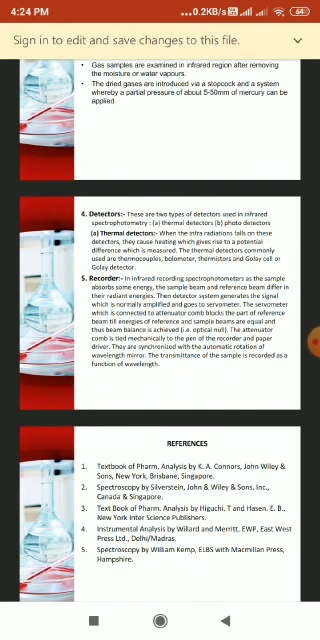 4:24 PM
...0.2KB/s
64
Sign in to edit and save changes to this file.
• Gas samples are examined in infrared region after removing
the moisture or water vapours.
• The dried gases are introduced via a stopcock and a system
whereby a partial pressure of about 5-50mm of mercury can be
applied.
4. Detectors:- These are two types of detectors used in infrared
spectrophotometry : (a) thermal detectors (b) photo detectors
(a) Thermal detectors:- When the infra radiations falls on these
detectors, they cause heating which gives rise to a potential
difference which is measured. The thermal detectors commonly
used are thermocouples, bolometer, thermistors and Golay cell or
Golay detector.
5. Recorder:- In infrared recording spectrophotometers as the sample
absorbs some energy, the sample and reference beam differ in
their radiant energies. Then detector system generates the signal
which is normally amplified and goes to servometer. The servometer
which is connected to attenuator comb blocks the part of reference
beam till energies of reference and sample beams are equal and
thus beam balance is achieved (i.e. optical null). The attenuator
comb is tied mechanically to the pen of the recorder and paper
driver. They are synchronized with the automatic rotation of
wavelength mirror. The transmittance of the sample is recorded as a
function of wavelength.
REFERENCES
1. Textbook of Pharm. Analysis by K. A. Connors, John Wiley &
Sons, New York, Brisbane, Singapore.
2. Spectroscopy by Silverstein, John & Wiley & Sons. Inc.,
Canada & Singapore.
3. Text Book of Pharm. Analysis by Higuchi. T and Hasen. E. B.,
New York Inter Science Publishers.
4. Instrumental Analysis by Willard and Merritt, EWP, East West
Press Ltd., Delhi/Madras.
5. Spectroscopy by William Kemp, ELBS with Macmilian Press,
Hampshire.